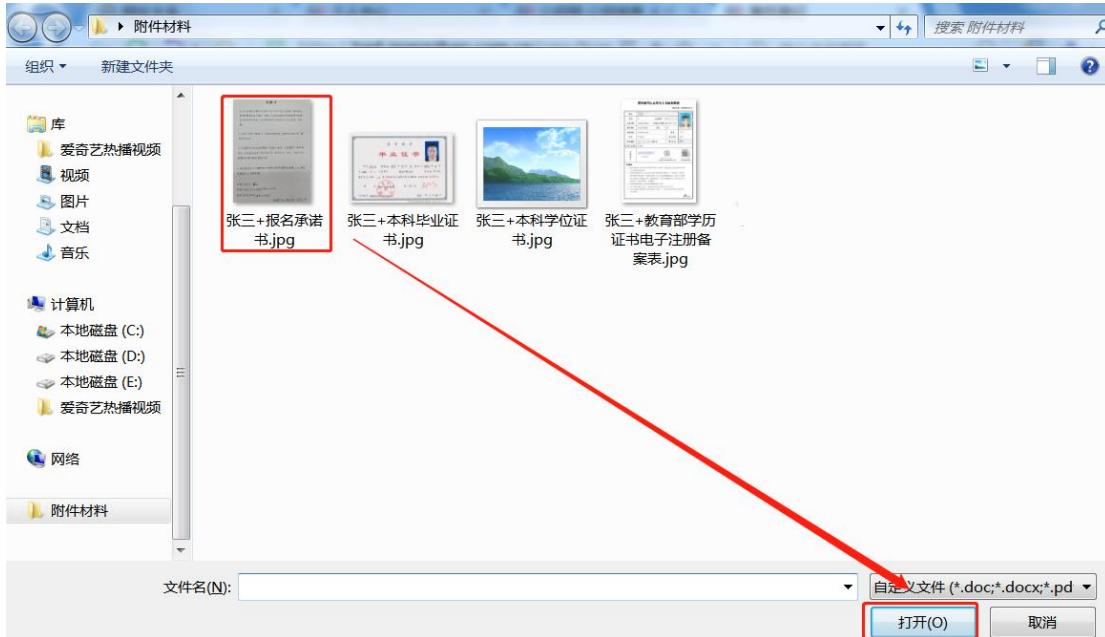 附件材料
搜索 附件材料
组织
新建文件夹
库
爱奇艺热播视频
视频
图片
文档
音乐
计算机
本地磁盘 (C:)
本地磁盘 (D:)
本地磁盘 (E:)
爱奇艺热播视频
网络
附件材料
张三+报名承诺
书.jpg
张三+本科毕业证
书.jpg
张三+本科学位证
书.jpg
张三+教育部学历
证书电子注册备
案表.jpg
毕业证书
文件名(N):
自定义文件 (*.doc;*.docx;*.pd
打开(O)
取消